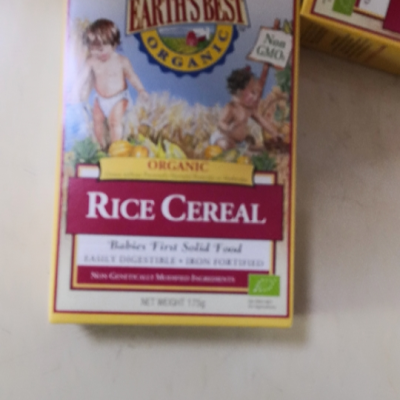 EARTH'S BEST
ORGANIC
Non
GMO
ORGANIC
RICE CEREAL
Babies First Solid Food
EASILY DIGESTIBLE • IRON FORTIFIED
NON-GENETICALLY MODIFIED INGREDIENTS
NET WEIGHT 175g